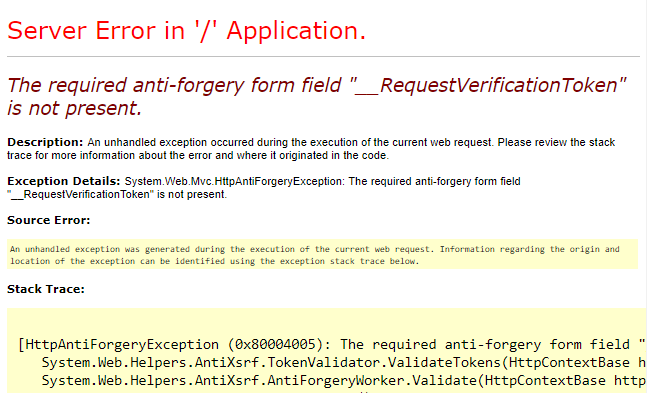 Server Error in '/' Application.
The required anti-forgery form field "__RequestVerificationToken"
is not present.
Description: An unhandled exception occurred during the execution of the current web request. Please review the stack
trace for more information about the error and where it originated in the code.
Exception Details: System.Web.Mvc.HttpAntiForgeryException: The required anti-forgery form field
"__RequestVerificationToken" is not present.
Source Error:
An unhandled exception was generated during the execution of the current web request. Information regarding the origin and
location of the exception can be identified using the exception stack trace below.
Stack Trace:
[HttpAntiForgeryException (0x80004005): The required anti-forgery form field "
System.Web.Helpers.AntiXsrf.TokenValidator.ValidateTokens(HttpContextBase h
System.Web.Helpers.AntiXsrf.AntiForgeryWorker.Validate(HttpContextBase http